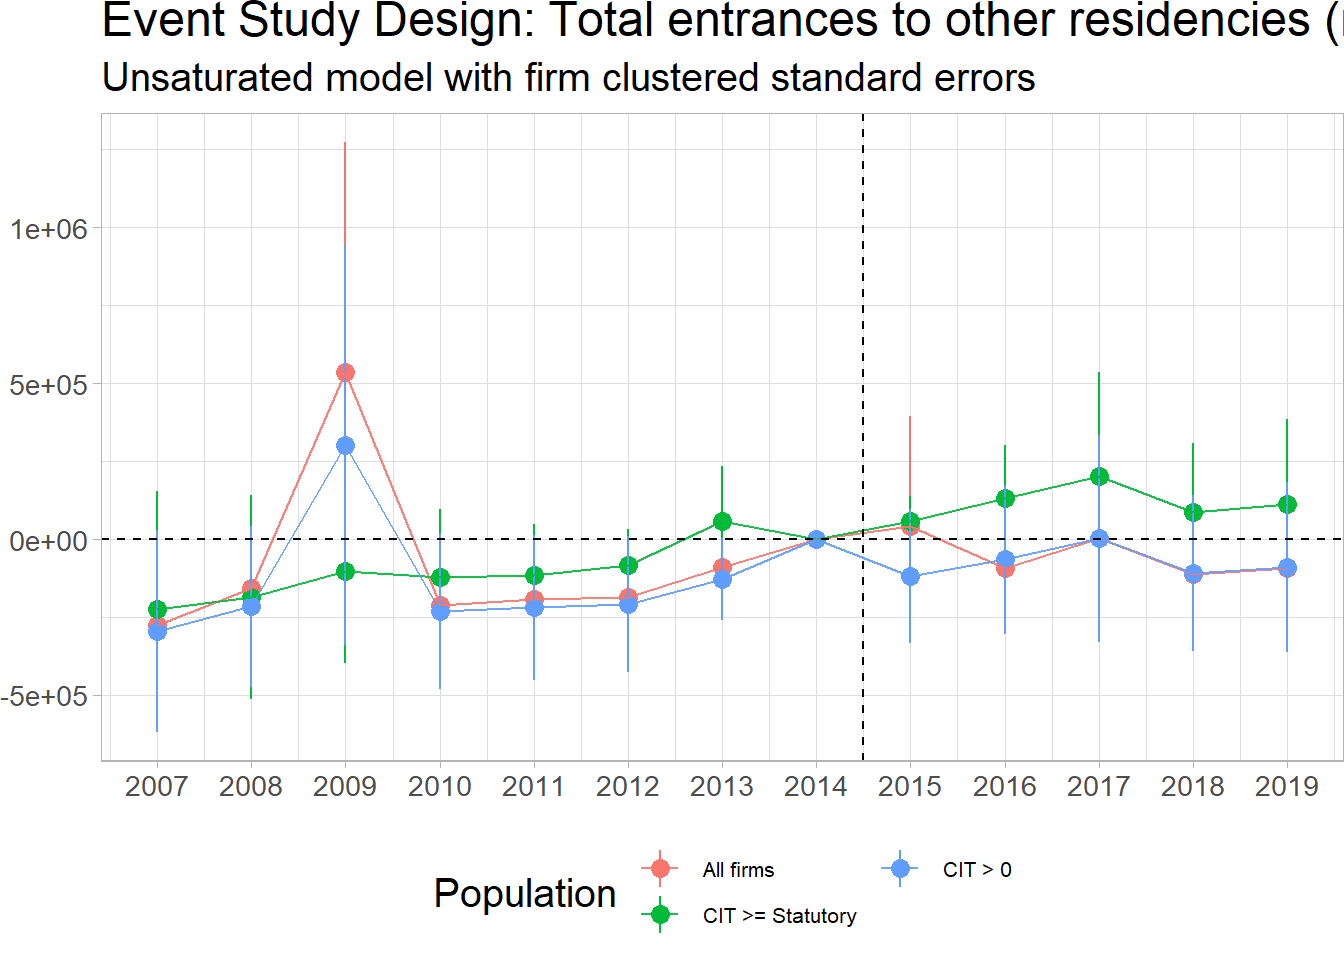 Event Study Design: Total entrances to other residencies (
Unsaturated model with firm clustered standard errors
1e+06
5e+05
0e+00
-5e+05
2007 2008 2009 2010 2011 2012 2013 2014 2015 2016 2017 2018 2019
Population
All firms
CIT > 0
CIT >= Statutory